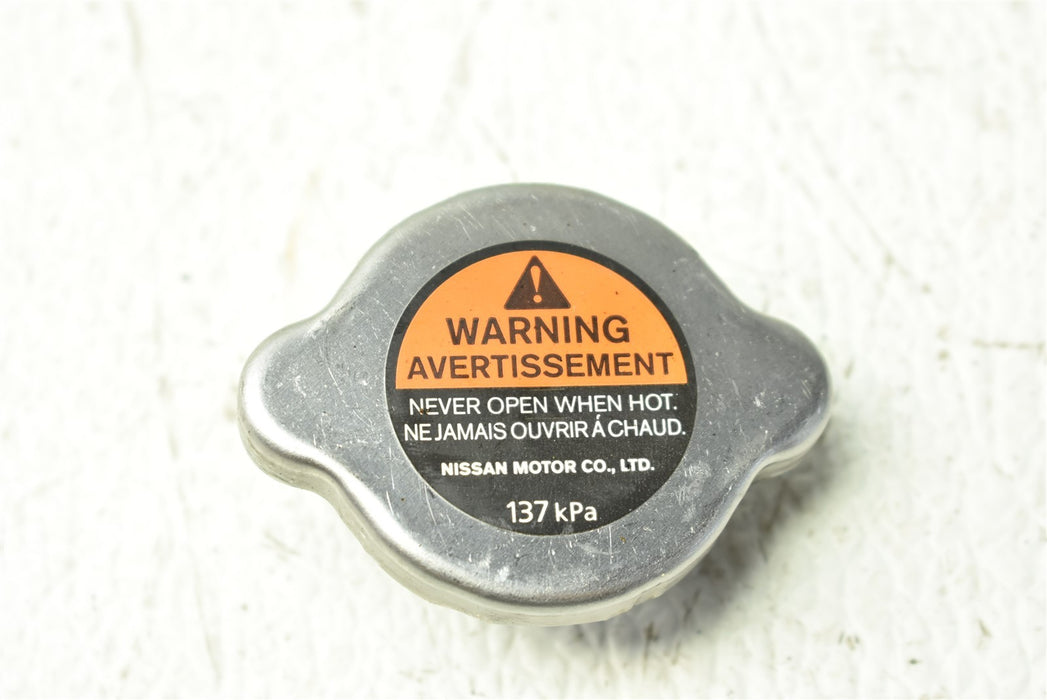 WARNING
AVERTISSEMENT
NEVER OPEN WHEN HOT.
NE JAMAIS OUVRIR Á CHAUD.
NISSAN MOTOR CO., LTD.
137 kPa